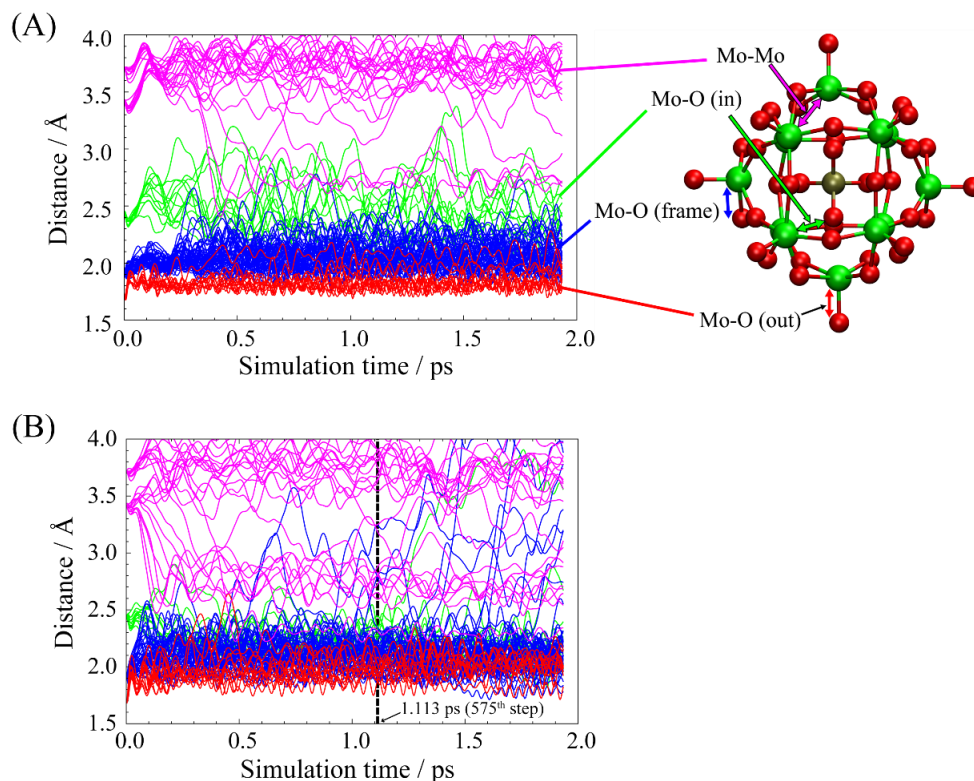 (A)
4.0
3.5
3.0
2.5
2.0
1.5
Distance / Å
0.0 0.5 1.0 1.5 2.0
Simulation time / ps
Mo-Mo
Mo-O (in)
Mo-O (frame)
Mo-O (out)
(B)
4.0
3.5
3.0
2.5
2.0
1.5
Distance / Å
1.113 ps (575th step)
0.0 0.5 1.0 1.5 2.0
Simulation time / ps